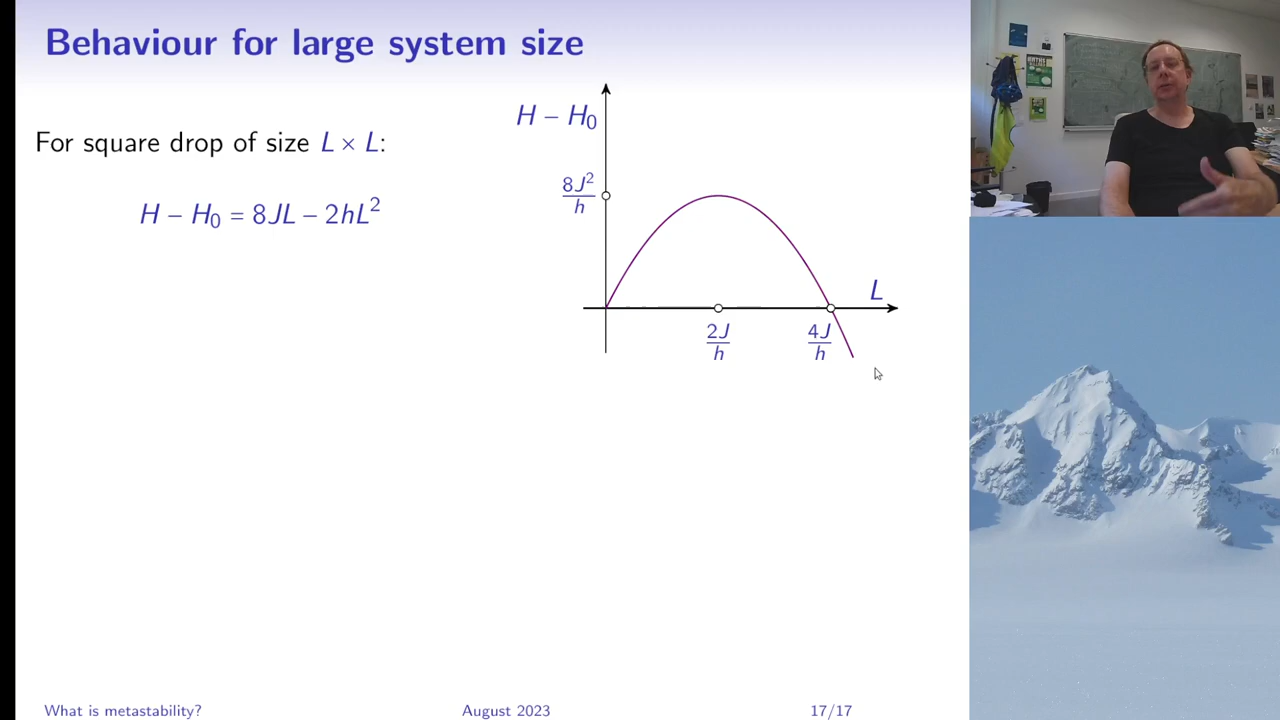 Behaviour for large system size
For square drop of size L × L:
H − H₀ = 8JL − 2hL²
H − H₀
8J²/h
L
2J/h
4J/h
What is metastability?
August 2023
17/17